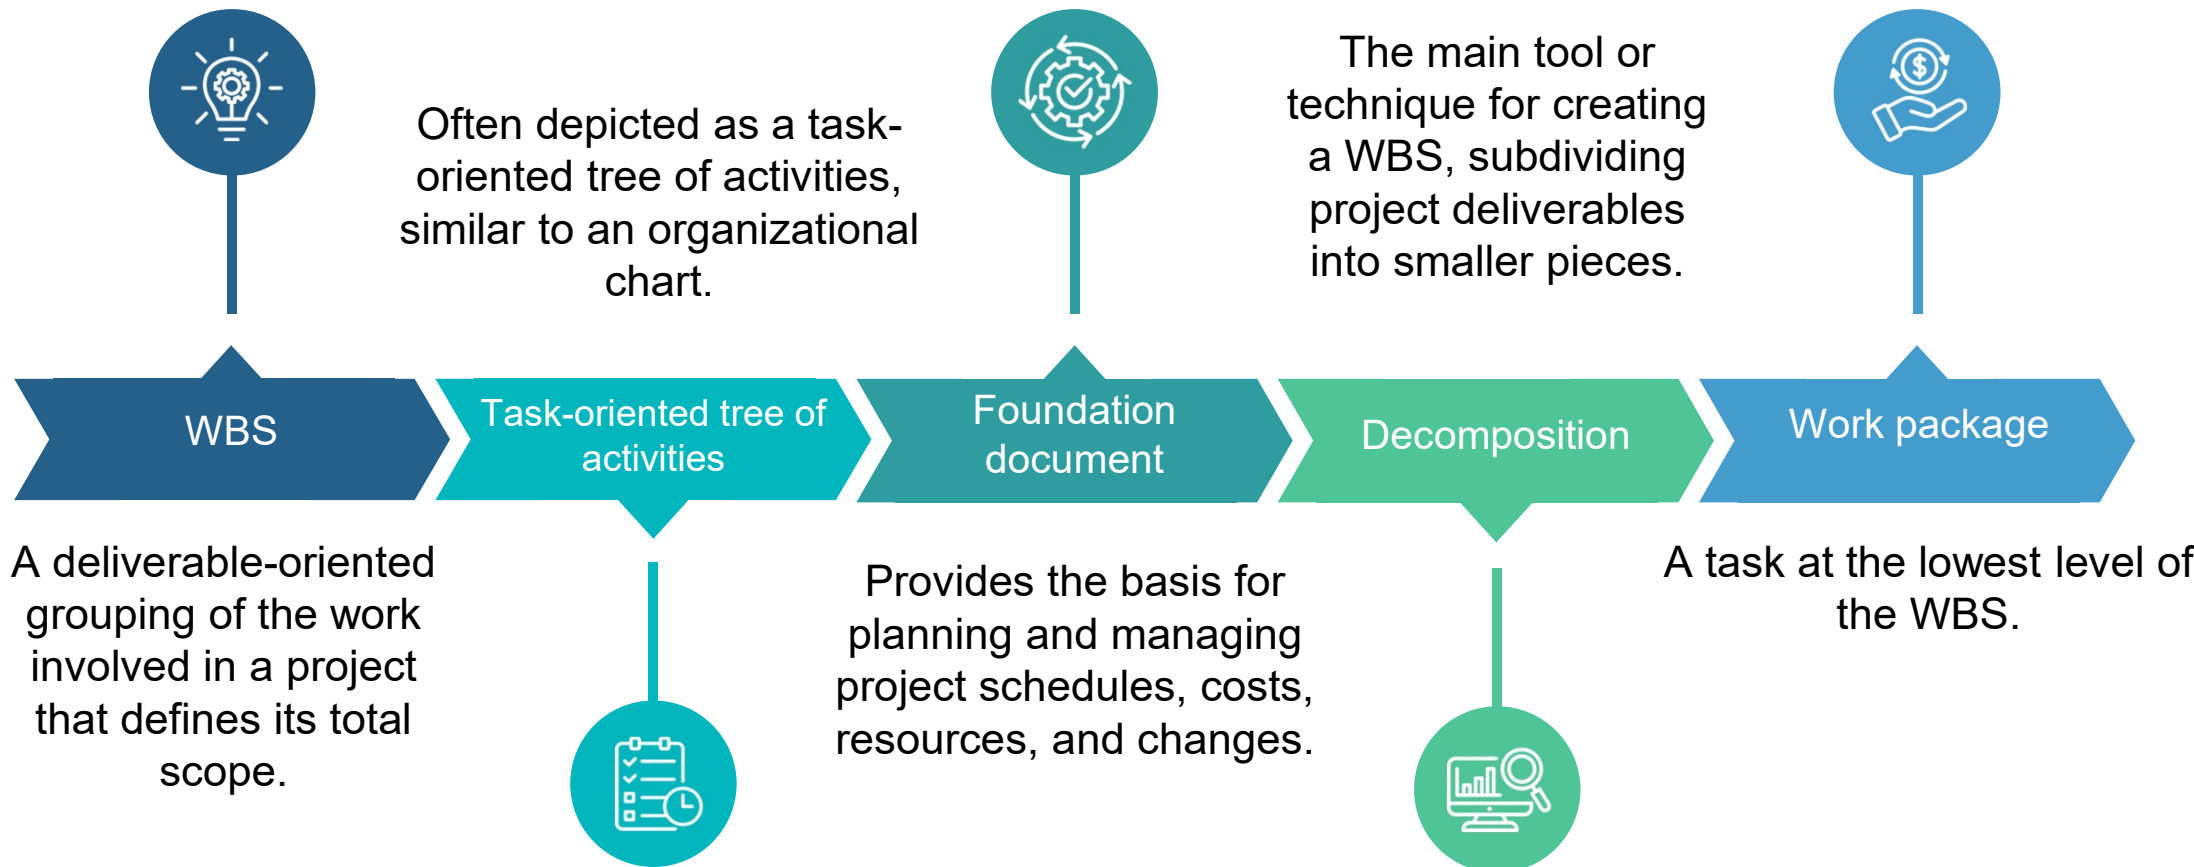 WBS
A deliverable-oriented
grouping of the work
involved in a project
that defines its total
scope.
Often depicted as a task-
oriented tree of activities,
similar to an organizational
chart.
Task-oriented tree of
activities
Foundation
document
Provides the basis for
planning and managing
project schedules, costs,
resources, and changes.
The main tool or
technique for creating
a WBS, subdividing
project deliverables
into smaller pieces.
Decomposition
$
Work package
A task at the lowest level of
the WBS.